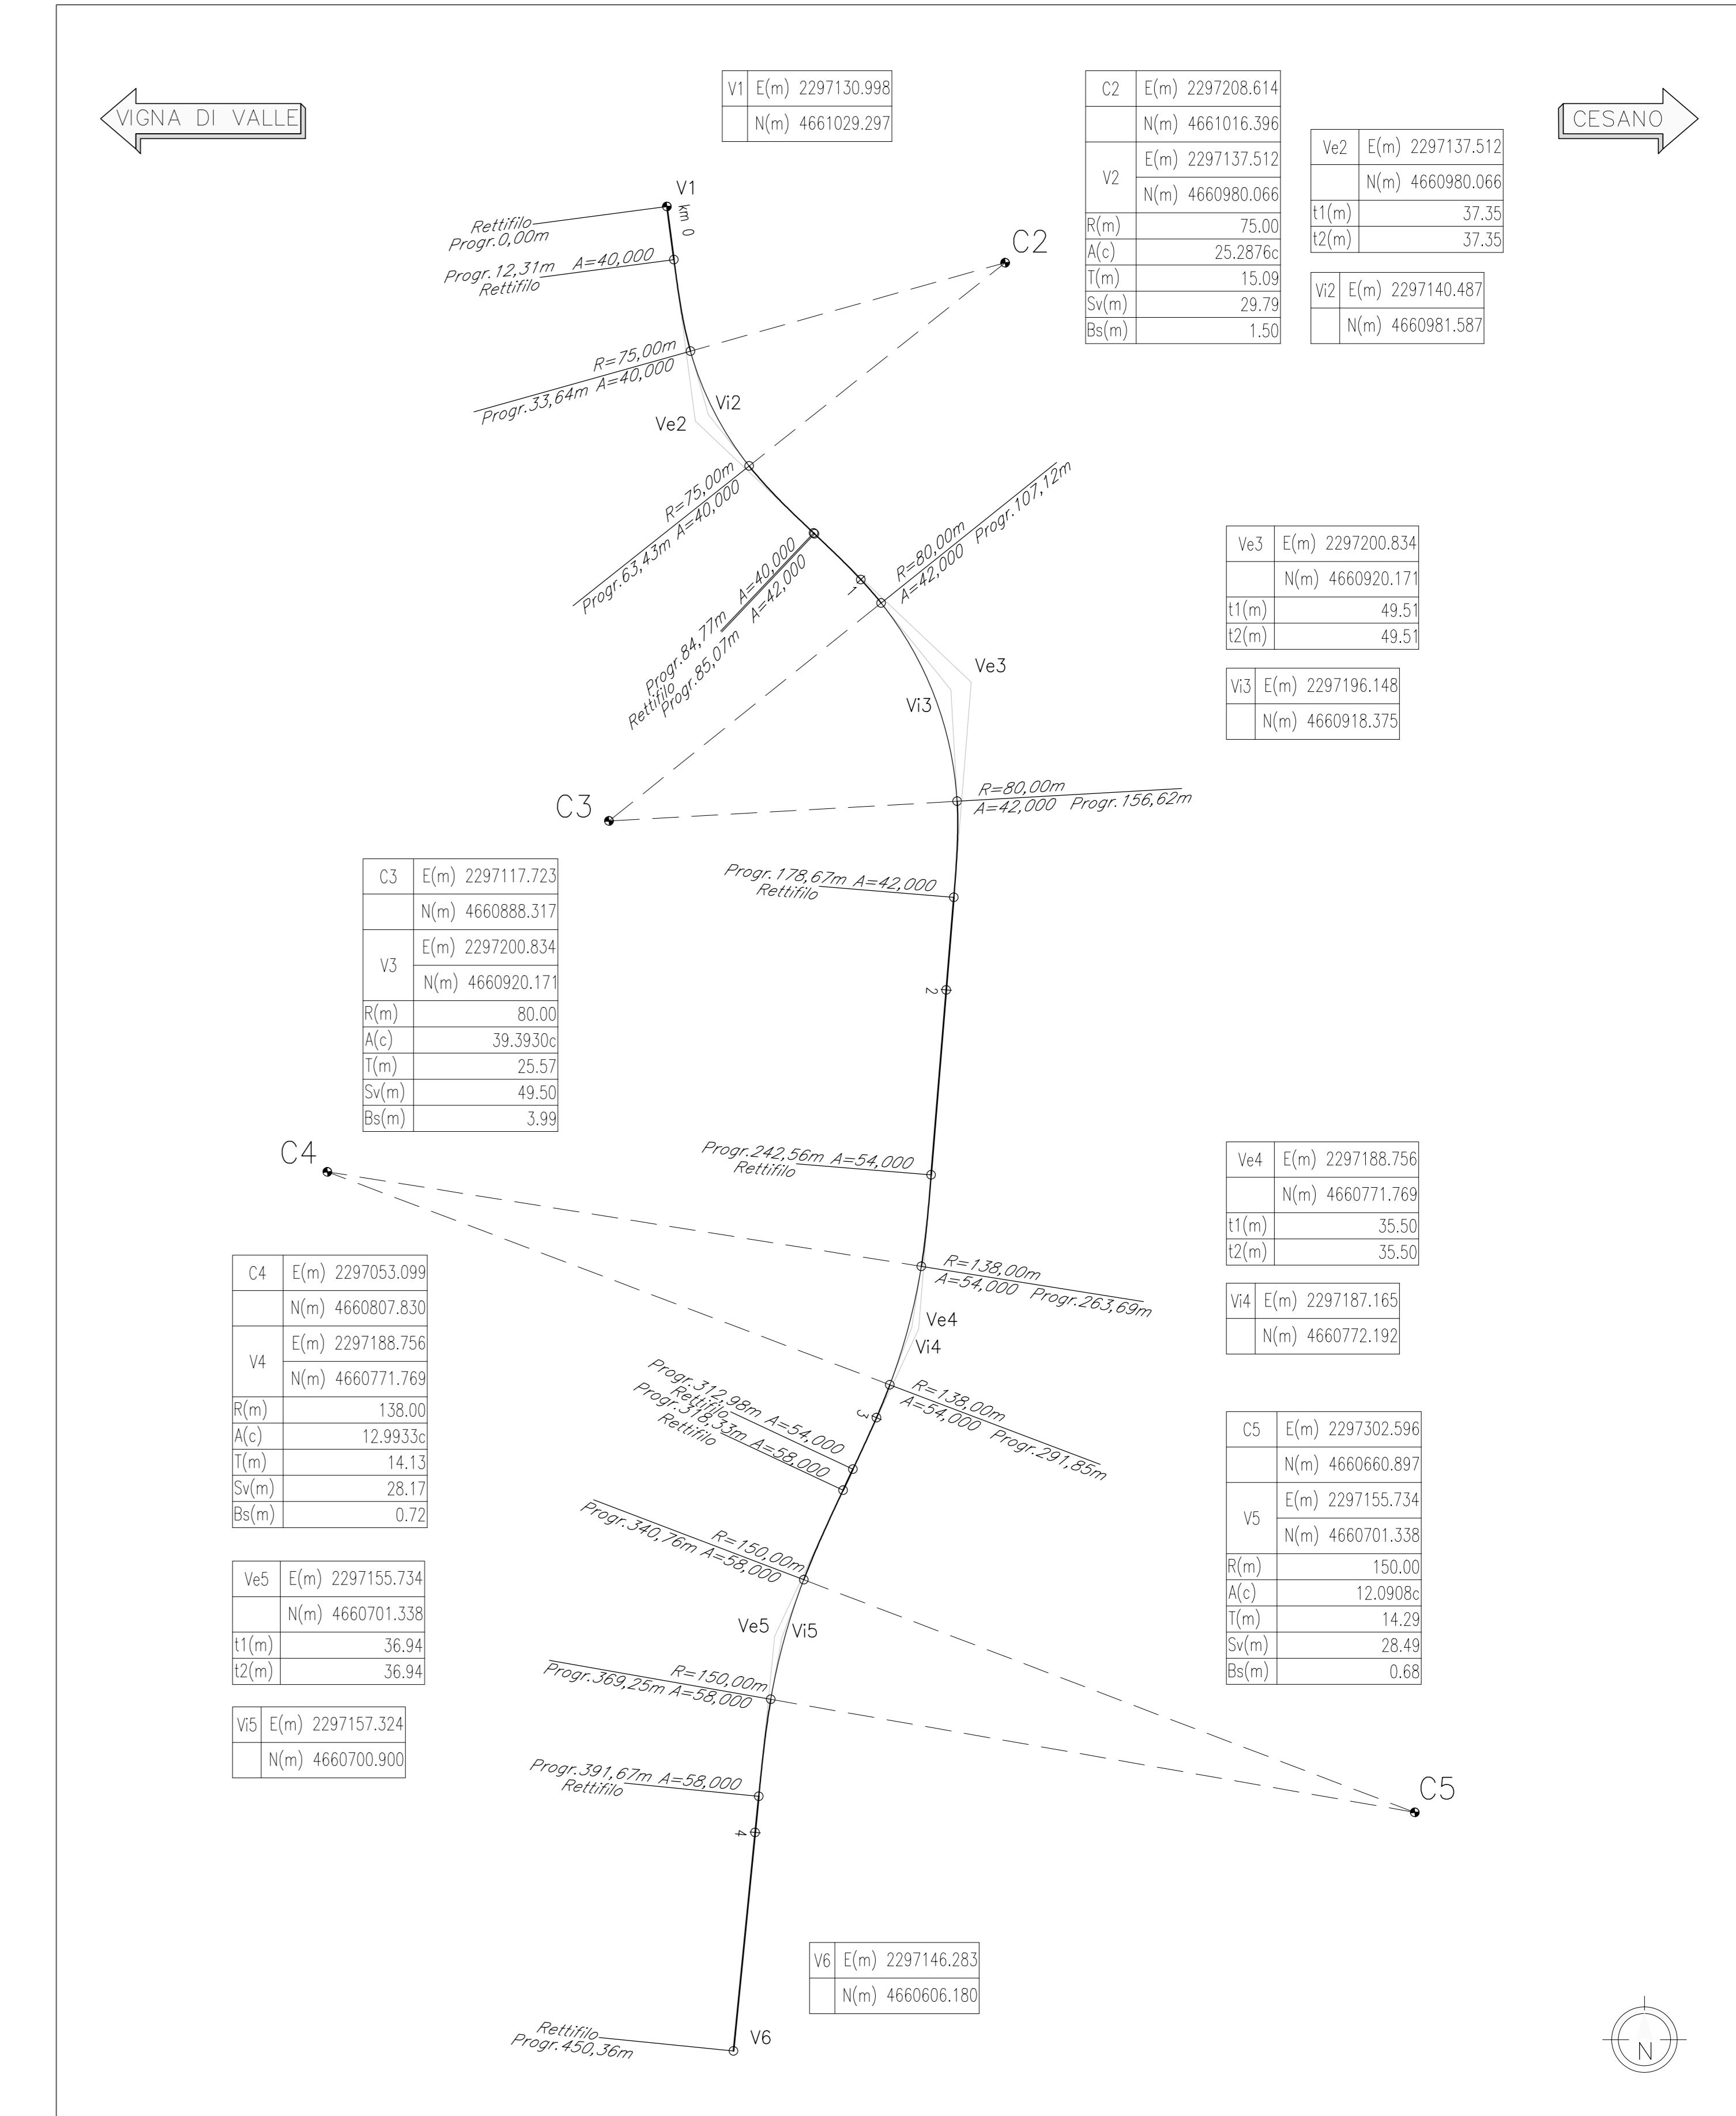 VIGNA DI VALLE
CESANO
V1 E(m) 2297130.998
N(m) 4661029.297
C2 E(m) 2297208.614
N(m) 4661016.396
V2 E(m) 2297137.512
N(m) 4660980.066
R(m) 75.00
A(c) 25.2876c
T(m) 15.09
Sv(m) 29.79
Bs(m) 1.50
Ve2 E(m) 2297137.512
N(m) 4660980.066
t1(m) 37.35
t2(m) 37.35
Vi2 E(m) 2297140.487
N(m) 4660981.587
V1
km 0
Rettifilo
Progr.0,00m
Progr.12,31m A=40,000
Rettifilo
C2
R=75,00m
Progr.33,64m A=40,000
Vi2
Ve2
R=75,00m
Progr.63,43m A=40,000
Progr.84,77m A=40,000
Rettifilo
Progr.85,07m A=42,000
1
R=80,00m
A=42,000 Progr.107,12m
Ve3 E(m) 2297200.834
N(m) 4660920.171
t1(m) 49.51
t2(m) 49.51
Vi3 E(m) 2297196.148
N(m) 4660918.375
Ve3
Vi3
C3
R=80,00m
A=42,000 Progr.156,62m
Progr.178,67m A=42,000
Rettifilo
C3 E(m) 2297117.723
N(m) 4660888.317
V3 E(m) 2297200.834
N(m) 4660920.171
R(m) 80.00
A(c) 39.3930c
T(m) 25.57
Sv(m) 49.50
Bs(m) 3.99
2
C4
Progr.242,56m A=54,000
Rettifilo
Ve4 E(m) 2297188.756
N(m) 4660771.769
t1(m) 35.50
t2(m) 35.50
Vi4 E(m) 2297187.165
N(m) 4660772.192
C4 E(m) 2297053.099
N(m) 4660807.830
V4 E(m) 2297188.756
N(m) 4660771.769
R(m) 138.00
A(c) 12.9933c
T(m) 14.13
Sv(m) 28.17
Bs(m) 0.72
R=138,00m
A=54,000 Progr.263,69m
Ve4
Vi4
R=138,00m
A=54,000 Progr.291,85m
3
Progr.312,98m A=54,000
Rettifilo
Progr.318,33m A=58,000
Rettifilo
C5 E(m) 2297302.596
N(m) 4660660.897
V5 E(m) 2297155.734
N(m) 4660701.338
R(m) 150.00
A(c) 12.0908c
T(m) 14.29
Sv(m) 28.49
Bs(m) 0.68
Ve5 E(m) 2297155.734
N(m) 4660701.338
t1(m) 36.94
t2(m) 36.94
Vi5 E(m) 2297157.324
N(m) 4660700.900
R=150,00m
Progr.340,76m A=58,000
Ve5
Vi5
R=150,00m
Progr.369,25m A=58,000
Progr.391,67m A=58,000
Rettifilo
C5
4
V6 E(m) 2297146.283
N(m) 4660606.180
Rettifilo
Progr.450,36m
V6
N